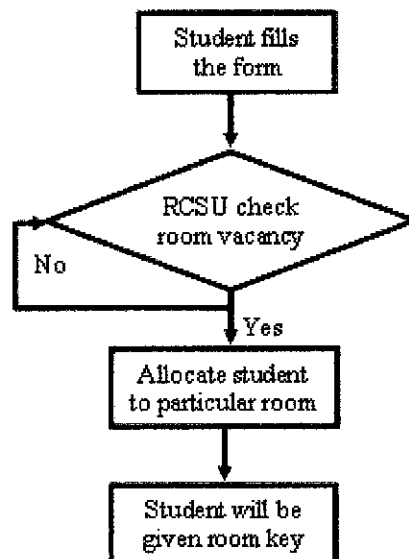 Student fills
the form
RCSU check
room vacancy
No
Yes
Allocate student
to particular room
Student will be
given room key